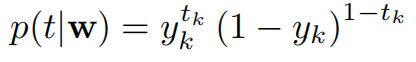 p(t|𝐰) = y_k^{t_k} (1 − y_k)^{1−t_k}